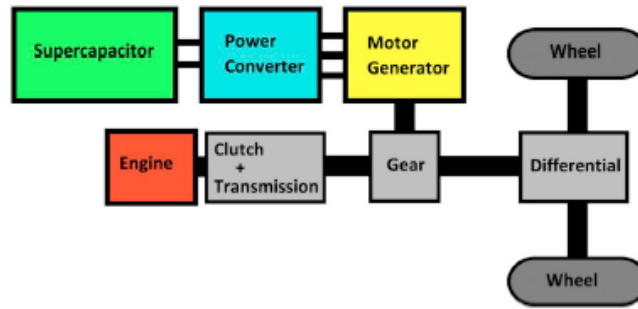 Supercapacitor
Power
Converter
Motor
Generator
Wheel
Engine
Clutch
+
Transmission
Gear
Differential
Wheel